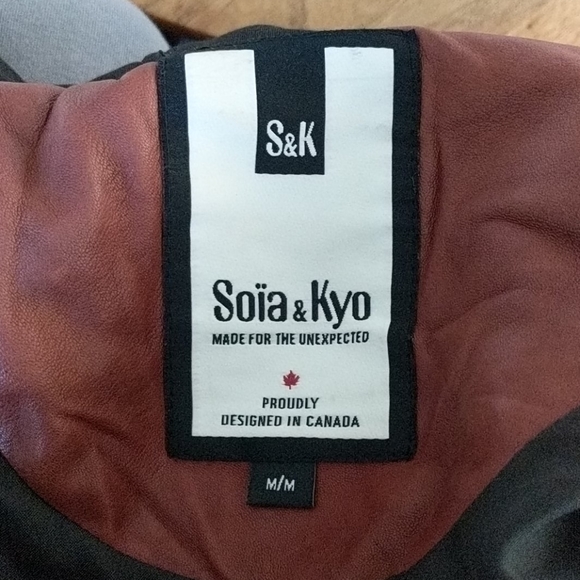 S&K
Soïa & Kyo
MADE FOR THE UNEXPECTED
PROUDLY
DESIGNED IN CANADA
M/M